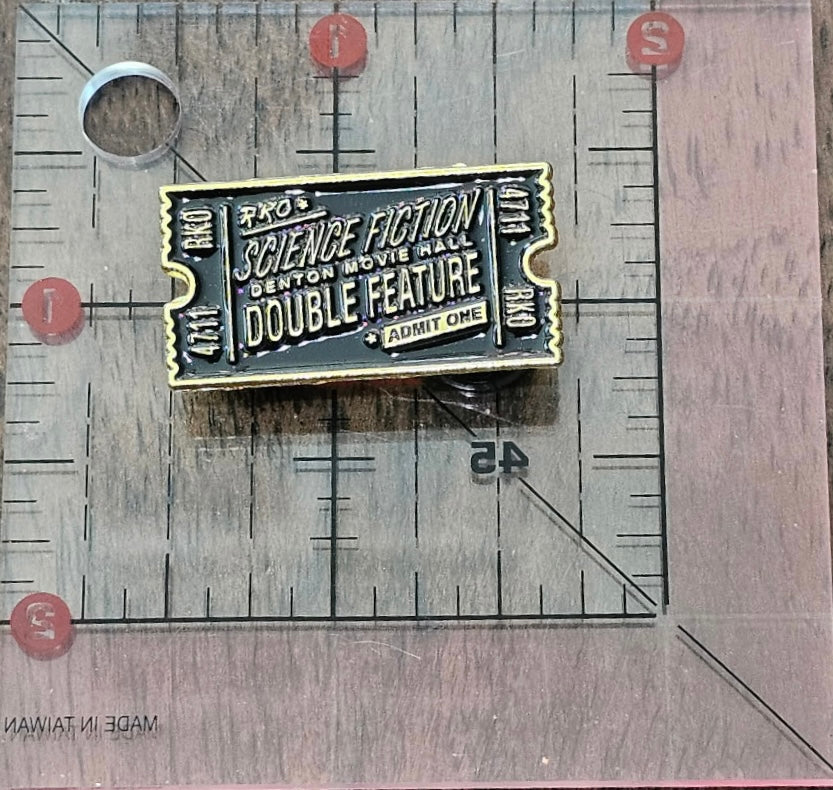 1
2
RKO
4711
RKO
SCIENCE FICTION
DENTON MOVIE HALL
DOUBLE FEATURE
ADMIT ONE
4711
RKO
1
45
2
MADE IN TAIWAN